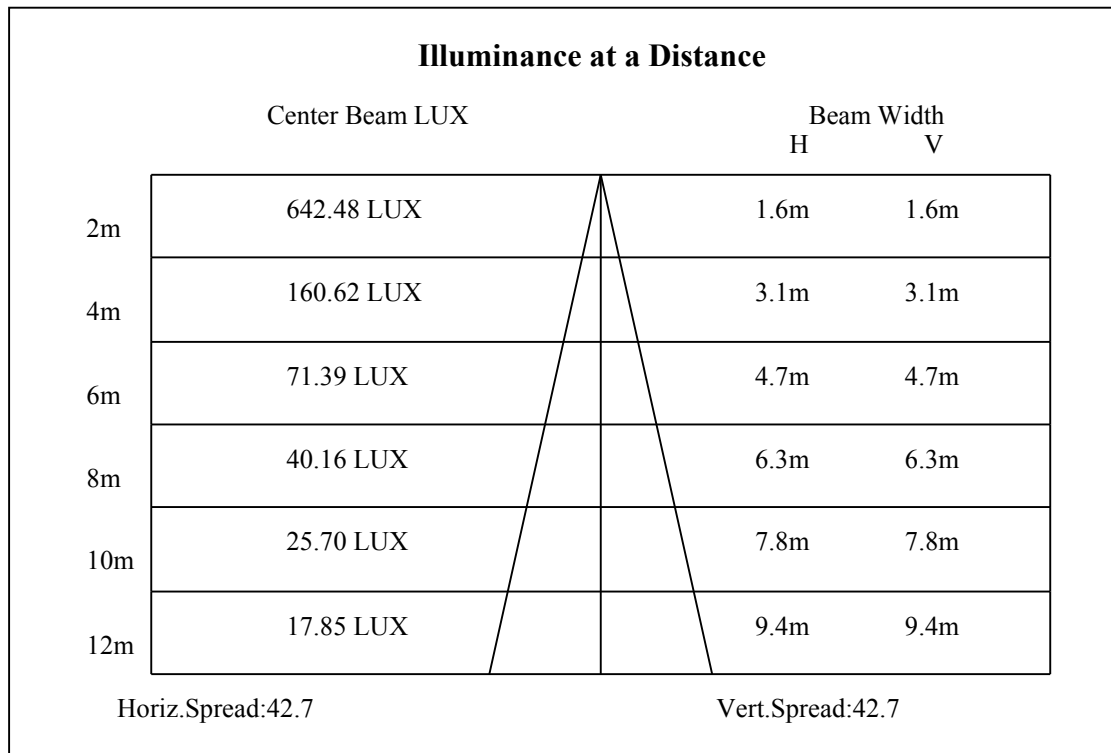 Illuminance at a Distance
Center Beam LUX Beam Width
H V
2m 642.48 LUX 1.6m 1.6m
4m 160.62 LUX 3.1m 3.1m
6m 71.39 LUX 4.7m 4.7m
8m 40.16 LUX 6.3m 6.3m
10m 25.70 LUX 7.8m 7.8m
12m 17.85 LUX 9.4m 9.4m
Horiz.Spread:42.7 Vert.Spread:42.7